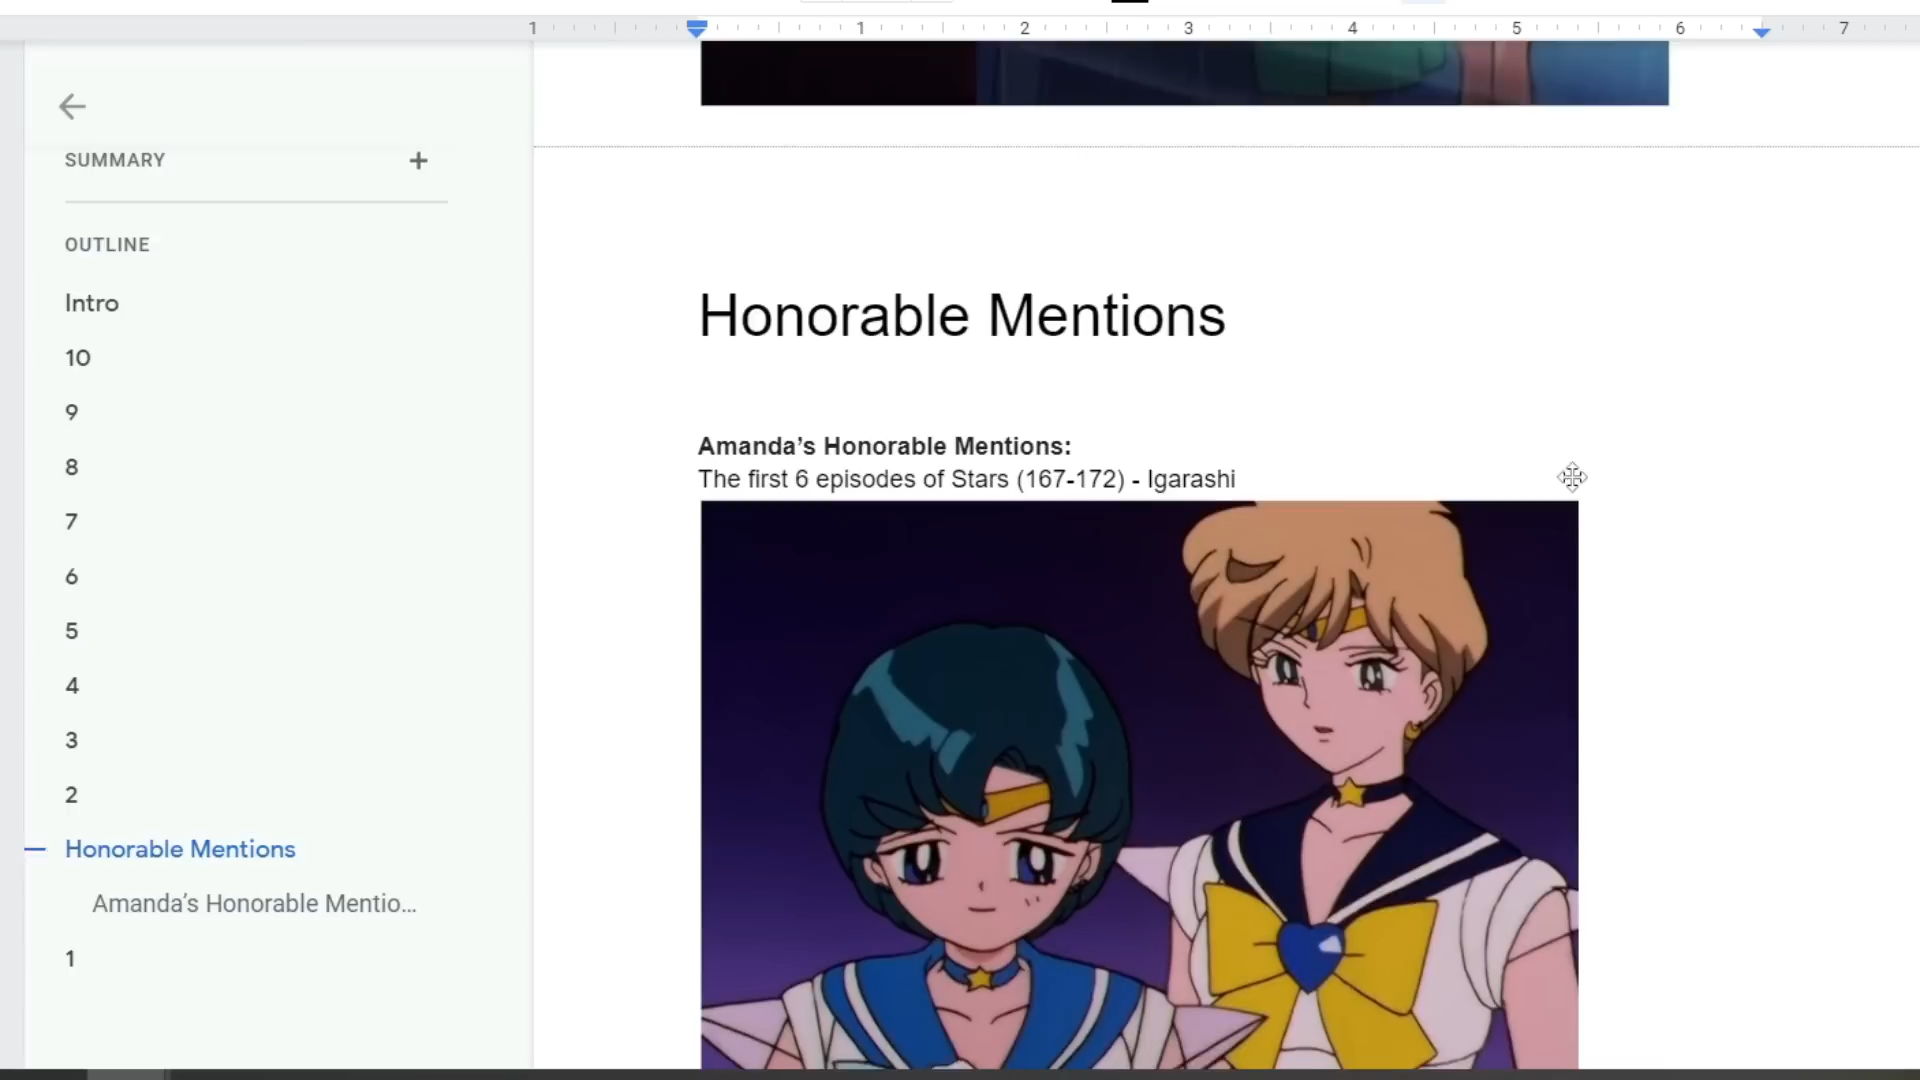 1 1 2 3 4 5 6 7
SUMMARY
OUTLINE
Intro
10
9
8
7
6
5
4
3
2
Honorable Mentions
Amanda’s Honorable Mentio...
1
Honorable Mentions
Amanda’s Honorable Mentions:
The first 6 episodes of Stars (167-172) - Igarashi